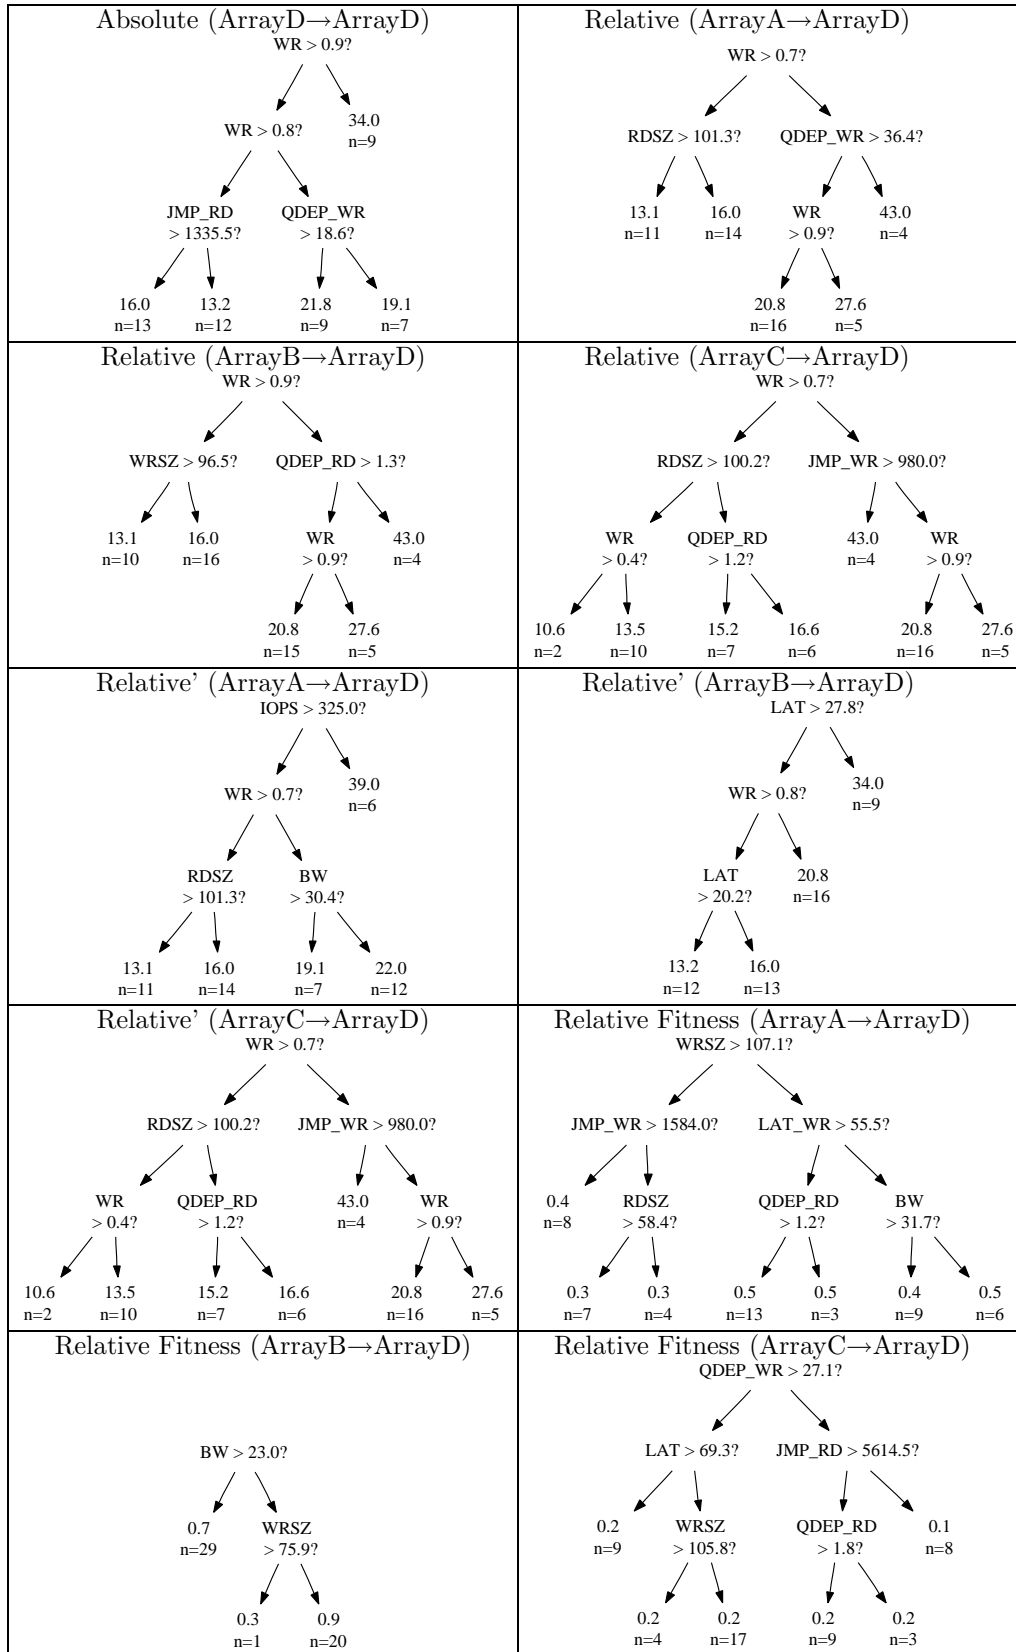 Absolute (ArrayD→ArrayD)
WR > 0.9?
WR > 0.8?
34.0
n=9
JMP_RD
> 1335.5?
QDEP_WR
> 18.6?
16.0
n=13
13.2
n=12
21.8
n=9
19.1
n=7
Relative (ArrayA→ArrayD)
WR > 0.7?
RDSZ > 101.3?
QDEP_WR > 36.4?
13.1
n=11
16.0
n=14
WR
> 0.9?
43.0
n=4
20.8
n=16
27.6
n=5
Relative (ArrayB→ArrayD)
WR > 0.9?
WRSZ > 96.5?
QDEP_RD > 1.3?
13.1
n=10
16.0
n=16
WR
> 0.9?
43.0
n=4
20.8
n=15
27.6
n=5
Relative (ArrayC→ArrayD)
WR > 0.7?
RDSZ > 100.2?
JMP_WR > 980.0?
WR
> 0.4?
QDEP_RD
> 1.2?
43.0
n=4
WR
> 0.9?
10.6
n=2
13.5
n=10
15.2
n=7
16.6
n=6
20.8
n=16
27.6
n=5
Relative’ (ArrayA→ArrayD)
IOPS > 325.0?
WR > 0.7?
39.0
n=6
RDSZ
> 101.3?
BW
> 30.4?
13.1
n=11
16.0
n=14
19.1
n=7
22.0
n=12
Relative’ (ArrayB→ArrayD)
LAT > 27.8?
WR > 0.8?
34.0
n=9
LAT
> 20.2?
20.8
n=16
13.2
n=12
16.0
n=13
Relative’ (ArrayC→ArrayD)
WR > 0.7?
RDSZ > 100.2?
JMP_WR > 980.0?
WR
> 0.4?
QDEP_RD
> 1.2?
43.0
n=4
WR
> 0.9?
10.6
n=2
13.5
n=10
15.2
n=7
16.6
n=6
20.8
n=16
27.6
n=5
Relative Fitness (ArrayA→ArrayD)
WRSZ > 107.1?
JMP_WR > 1584.0?
LAT_WR > 55.5?
0.4
n=8
RDSZ
> 58.4?
QDEP_RD
> 1.2?
BW
> 31.7?
0.3
n=7
0.3
n=4
0.5
n=13
0.5
n=3
0.4
n=9
0.5
n=6
Relative Fitness (ArrayB→ArrayD)
BW > 23.0?
0.7
n=29
WRSZ
> 75.9?
0.3
n=1
0.9
n=20
Relative Fitness (ArrayC→ArrayD)
QDEP_WR > 27.1?
LAT > 69.3?
JMP_RD > 5614.5?
0.2
n=9
WRSZ
> 105.8?
QDEP_RD
> 1.8?
0.1
n=8
0.2
n=4
0.2
n=17
0.2
n=9
0.2
n=3